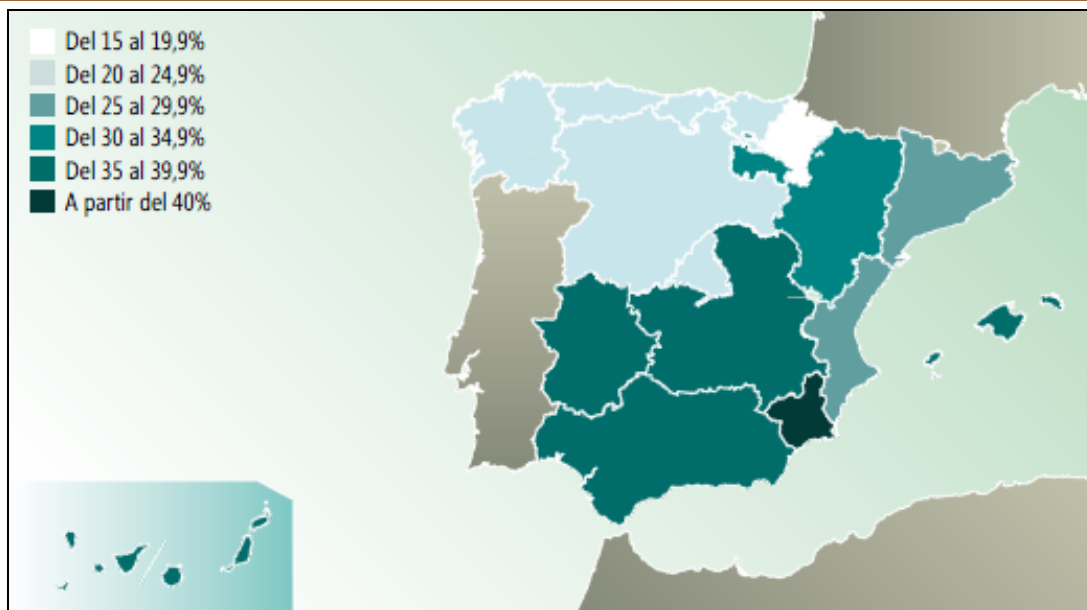 Del 15 al 19,9%
Del 20 al 24,9%
Del 25 al 29,9%
Del 30 al 34,9%
Del 35 al 39,9%
A partir del 40%